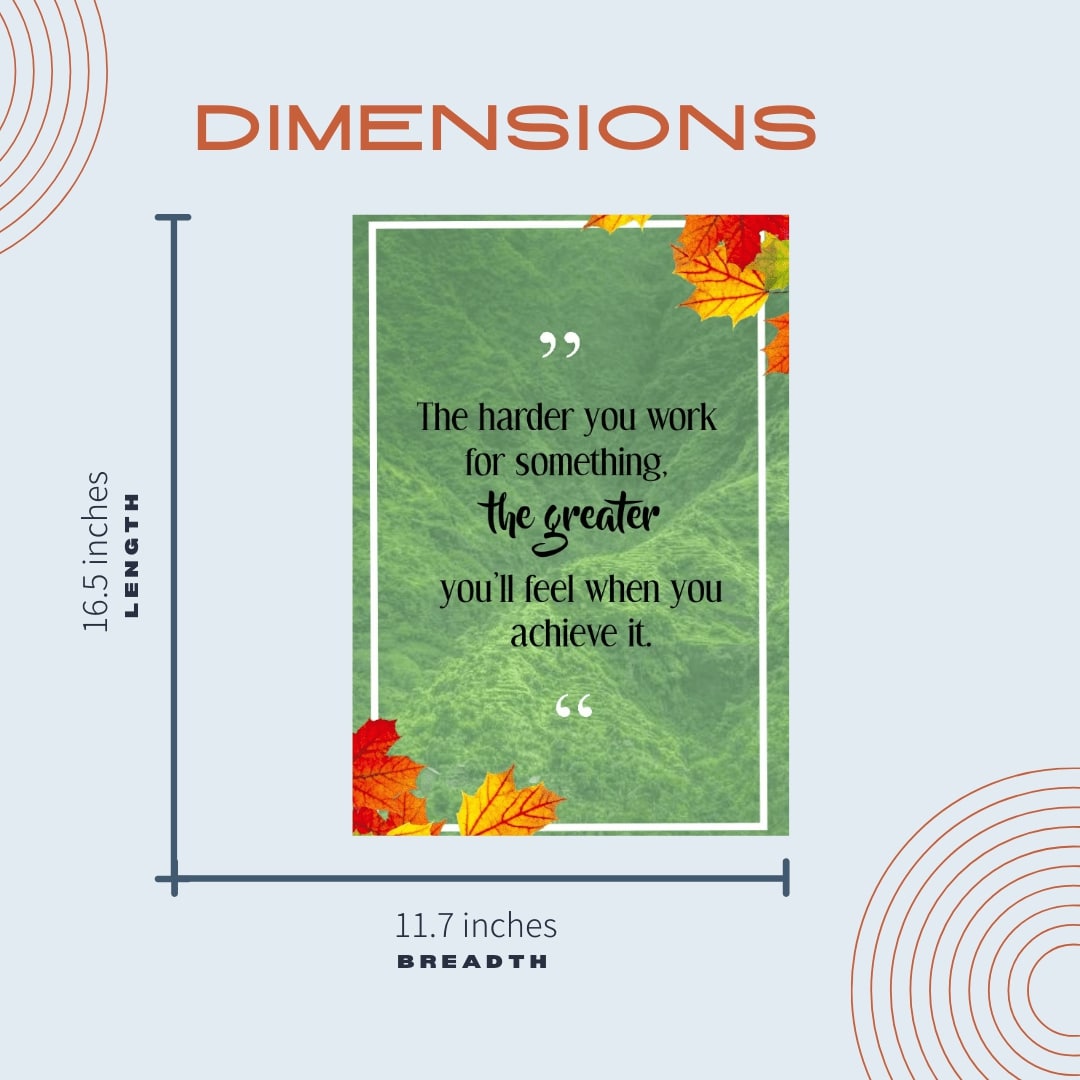 DIMENSIONS
”
The harder you work
for something,
the greater
you’ll feel when you
achieve it.
“
16.5 inches
LENGTH
11.7 inches
BREADTH